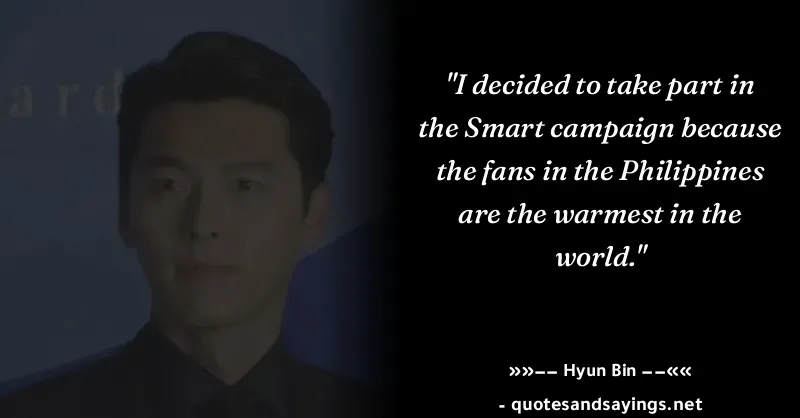 ard
"I decided to take part in
the Smart campaign because
the fans in the Philippines
are the warmest in the
world."
»»−− Hyun Bin −−««
- quotesandsayings.net